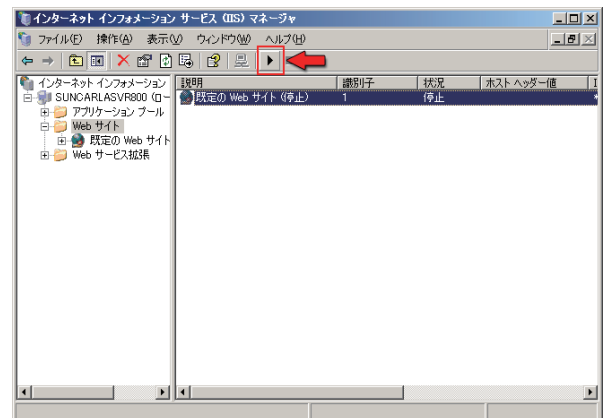 インターネット インフォメーション サービス (IIS) マネージャ
ファイル(F) 操作(A) 表示(V) ウィンドウ(W) ヘルプ(H)
インターネット インフォメーション
SUNCARLASVR800 (ロー
アプリケーション プール
Web サイト
既定の Web サイト
Web サービス拡張
説明 識別子 状況 ホスト ヘッダー値 I
既定の Web サイト (停止) 1 停止 *